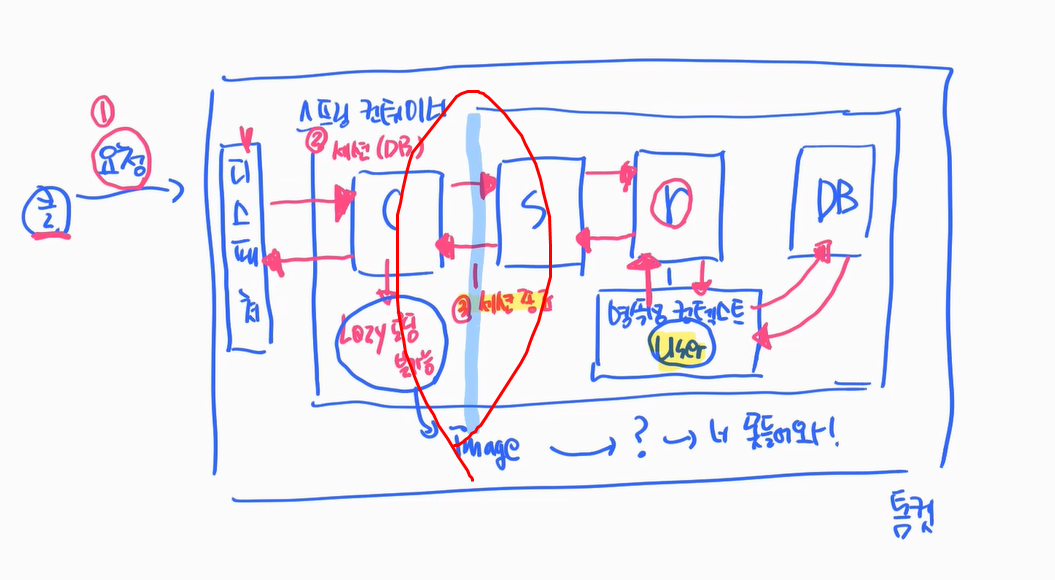 ①
요청
클
디스패처
스프링 컨테이너
② 세션 (DB)
C
S
DB
③ 세션 종료
Lazy 로딩
불가능
영속성 컨텍스트
User
Image → ? → 너 못들어와!
톰켓